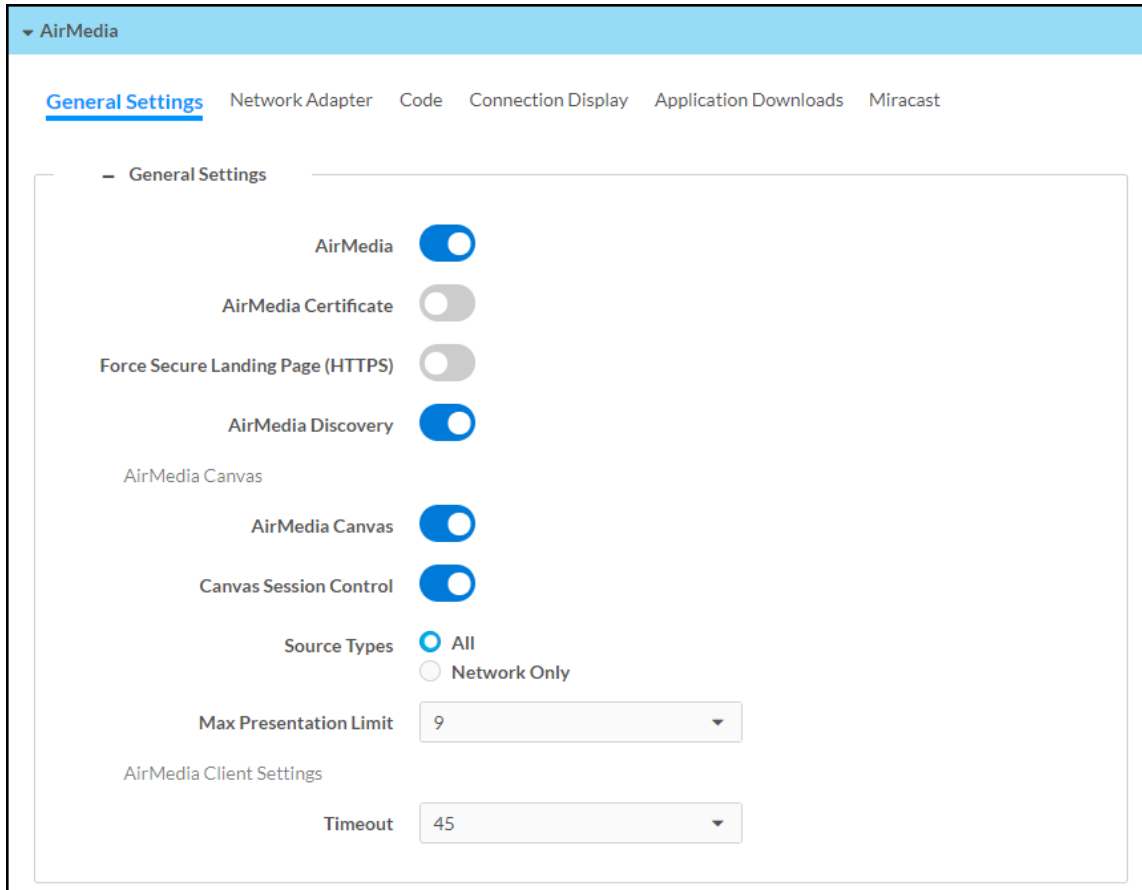 AirMedia
General Settings Network Adapter Code Connection Display Application Downloads Miracast
General Settings
AirMedia
AirMedia Certificate
Force Secure Landing Page (HTTPS)
AirMedia Discovery
AirMedia Canvas
AirMedia Canvas
Canvas Session Control
Source Types All
Network Only
Max Presentation Limit 9
AirMedia Client Settings
Timeout 45